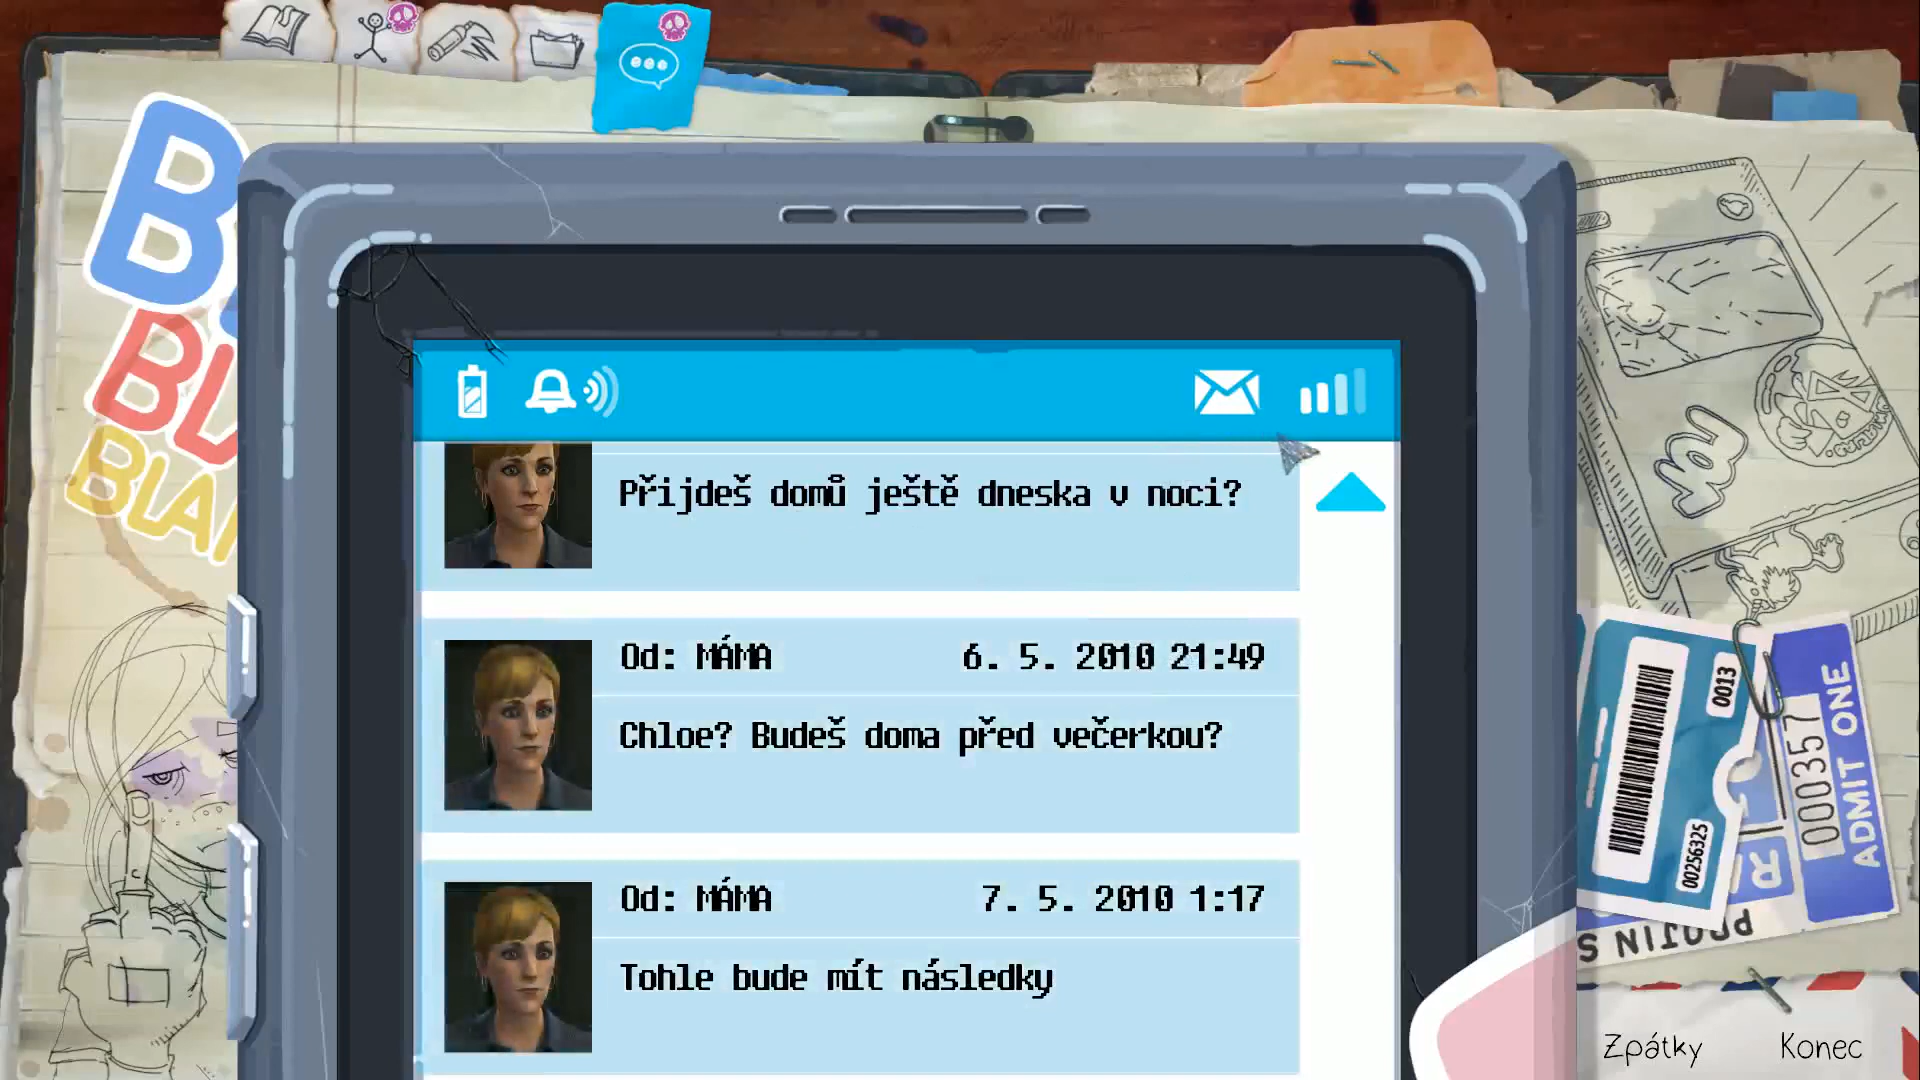 Přijdeš domů ještě dneska v noci?
Od: MÁMA 6. 5. 2010 21:49
Chloe? Budeš doma před večerkou?
Od: MÁMA 7. 5. 2010 1:17
Tohle bude mít následky
0013
00256325
000357
ADMIT ONE
Zpátky Konec